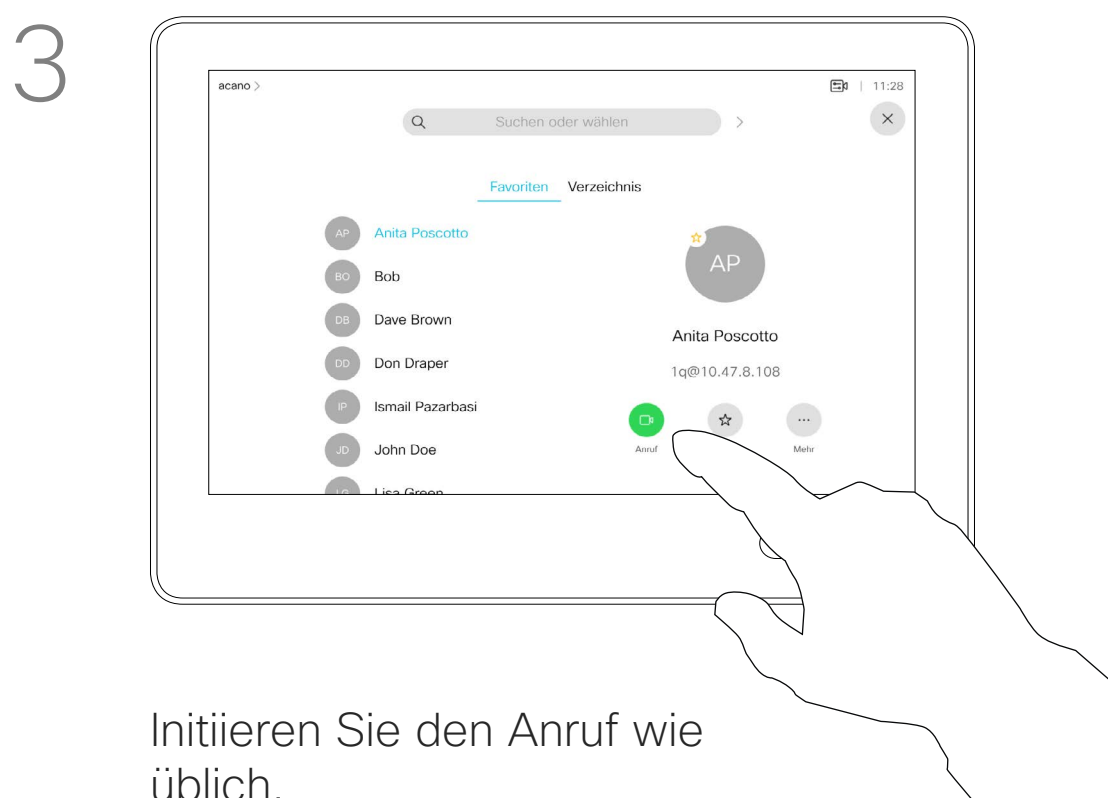 3
acano >
11:28
Suchen oder wählen
Favoriten Verzeichnis
AP Anita Poscotto
BO Bob
DB Dave Brown
DD Don Draper
IP Ismail Pazarbasi
JD John Doe
LG Lisa Green
AP
Anita Poscotto
1q@10.47.8.108
Anruf
Mehr
Initiieren Sie den Anruf wie
üblich.